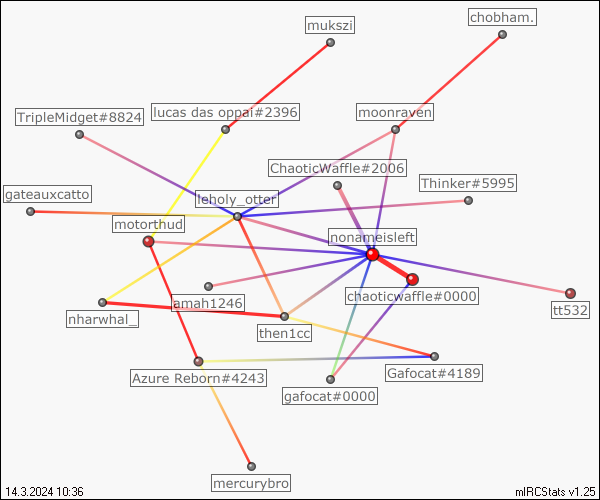 mukszi
chobham.
TripleMidget#8824
lucas das oppai#2396
moonraven
ChaoticWaffle#2006
Thinker#5995
gateauxcatto
leholy_otter
motorthud
nonameisleft
amah1246
chaoticwaffle#0000
tt532
nharwhal_
then1cc
Azure Reborn#4243
Gafocat#4189
gafocat#0000
mercurybro
14.3.2024 10:36
mIRCStats v1.25